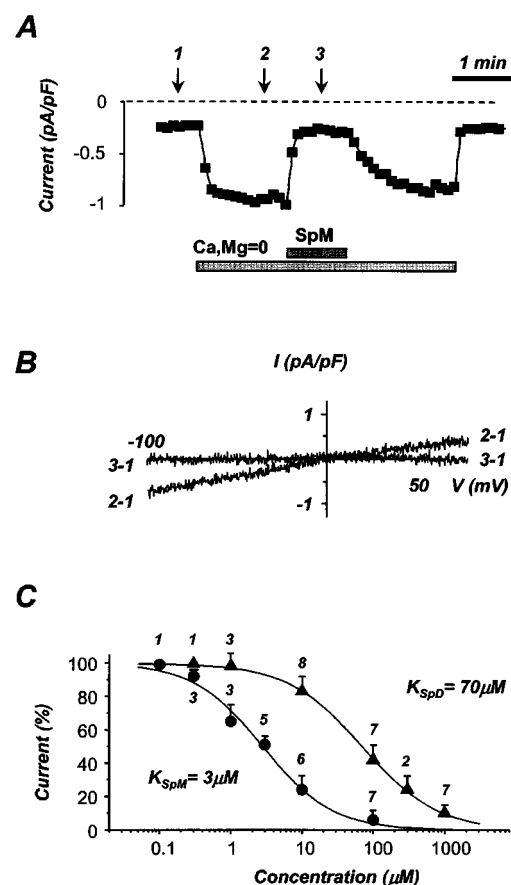 A
1 2 3 1 min
0
-0.5
-1
Current (pA/pF)
SpM
Ca,Mg=0
B
I (pA/pF)
1
-100
2-1
3-1
3-1
2-1
50 V (mV)
-1
C
1 1 3
8
3 3
5
7
6
2
7
7
K_SpD = 70μM
K_SpM = 3μM
100
80
60
40
20
0
Current (%)
0.1 1 10 100 1000
Concentration (μM)